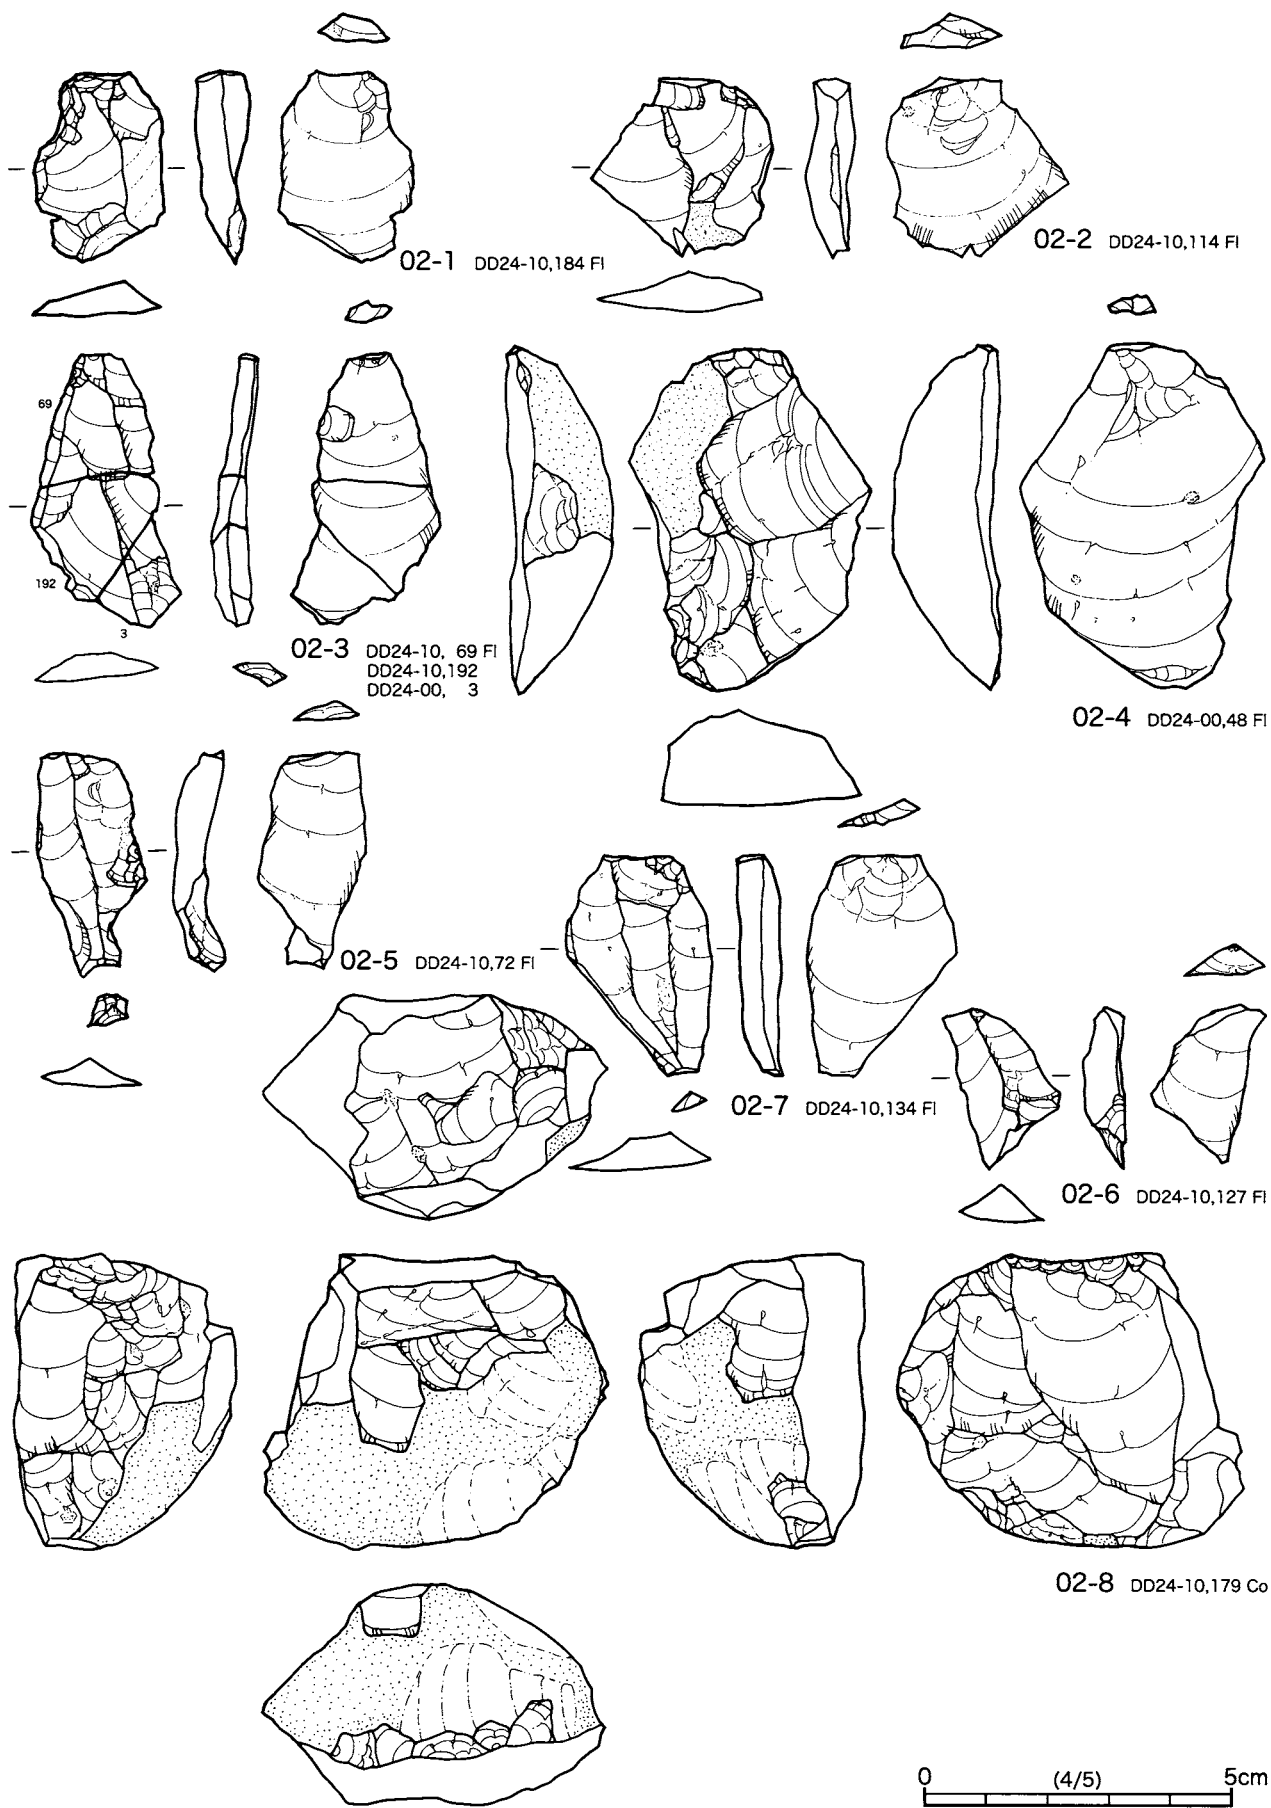 02-1 DD24-10,184 Fl
02-2 DD24-10,114 Fl
69
192
3
02-3 DD24-10, 69 Fl
DD24-10,192
DD24-00, 3
02-4 DD24-00,48 Fl
02-5 DD24-10,72 Fl
02-7 DD24-10,134 Fl
02-6 DD24-10,127 Fl
02-8 DD24-10,179 Co
0 (4/5) 5cm